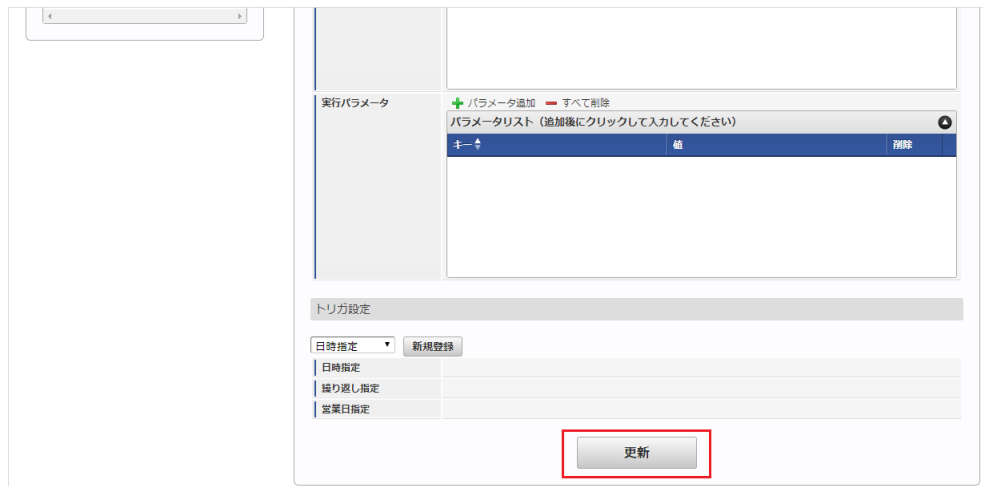 実行パラメータ
パラメータ追加 すべて削除
パラメータリスト（追加後にクリックして入力してください）
キー 値 削除
トリガ設定
日時指定 新規登録
日時指定
繰り返し指定
営業日指定
更新